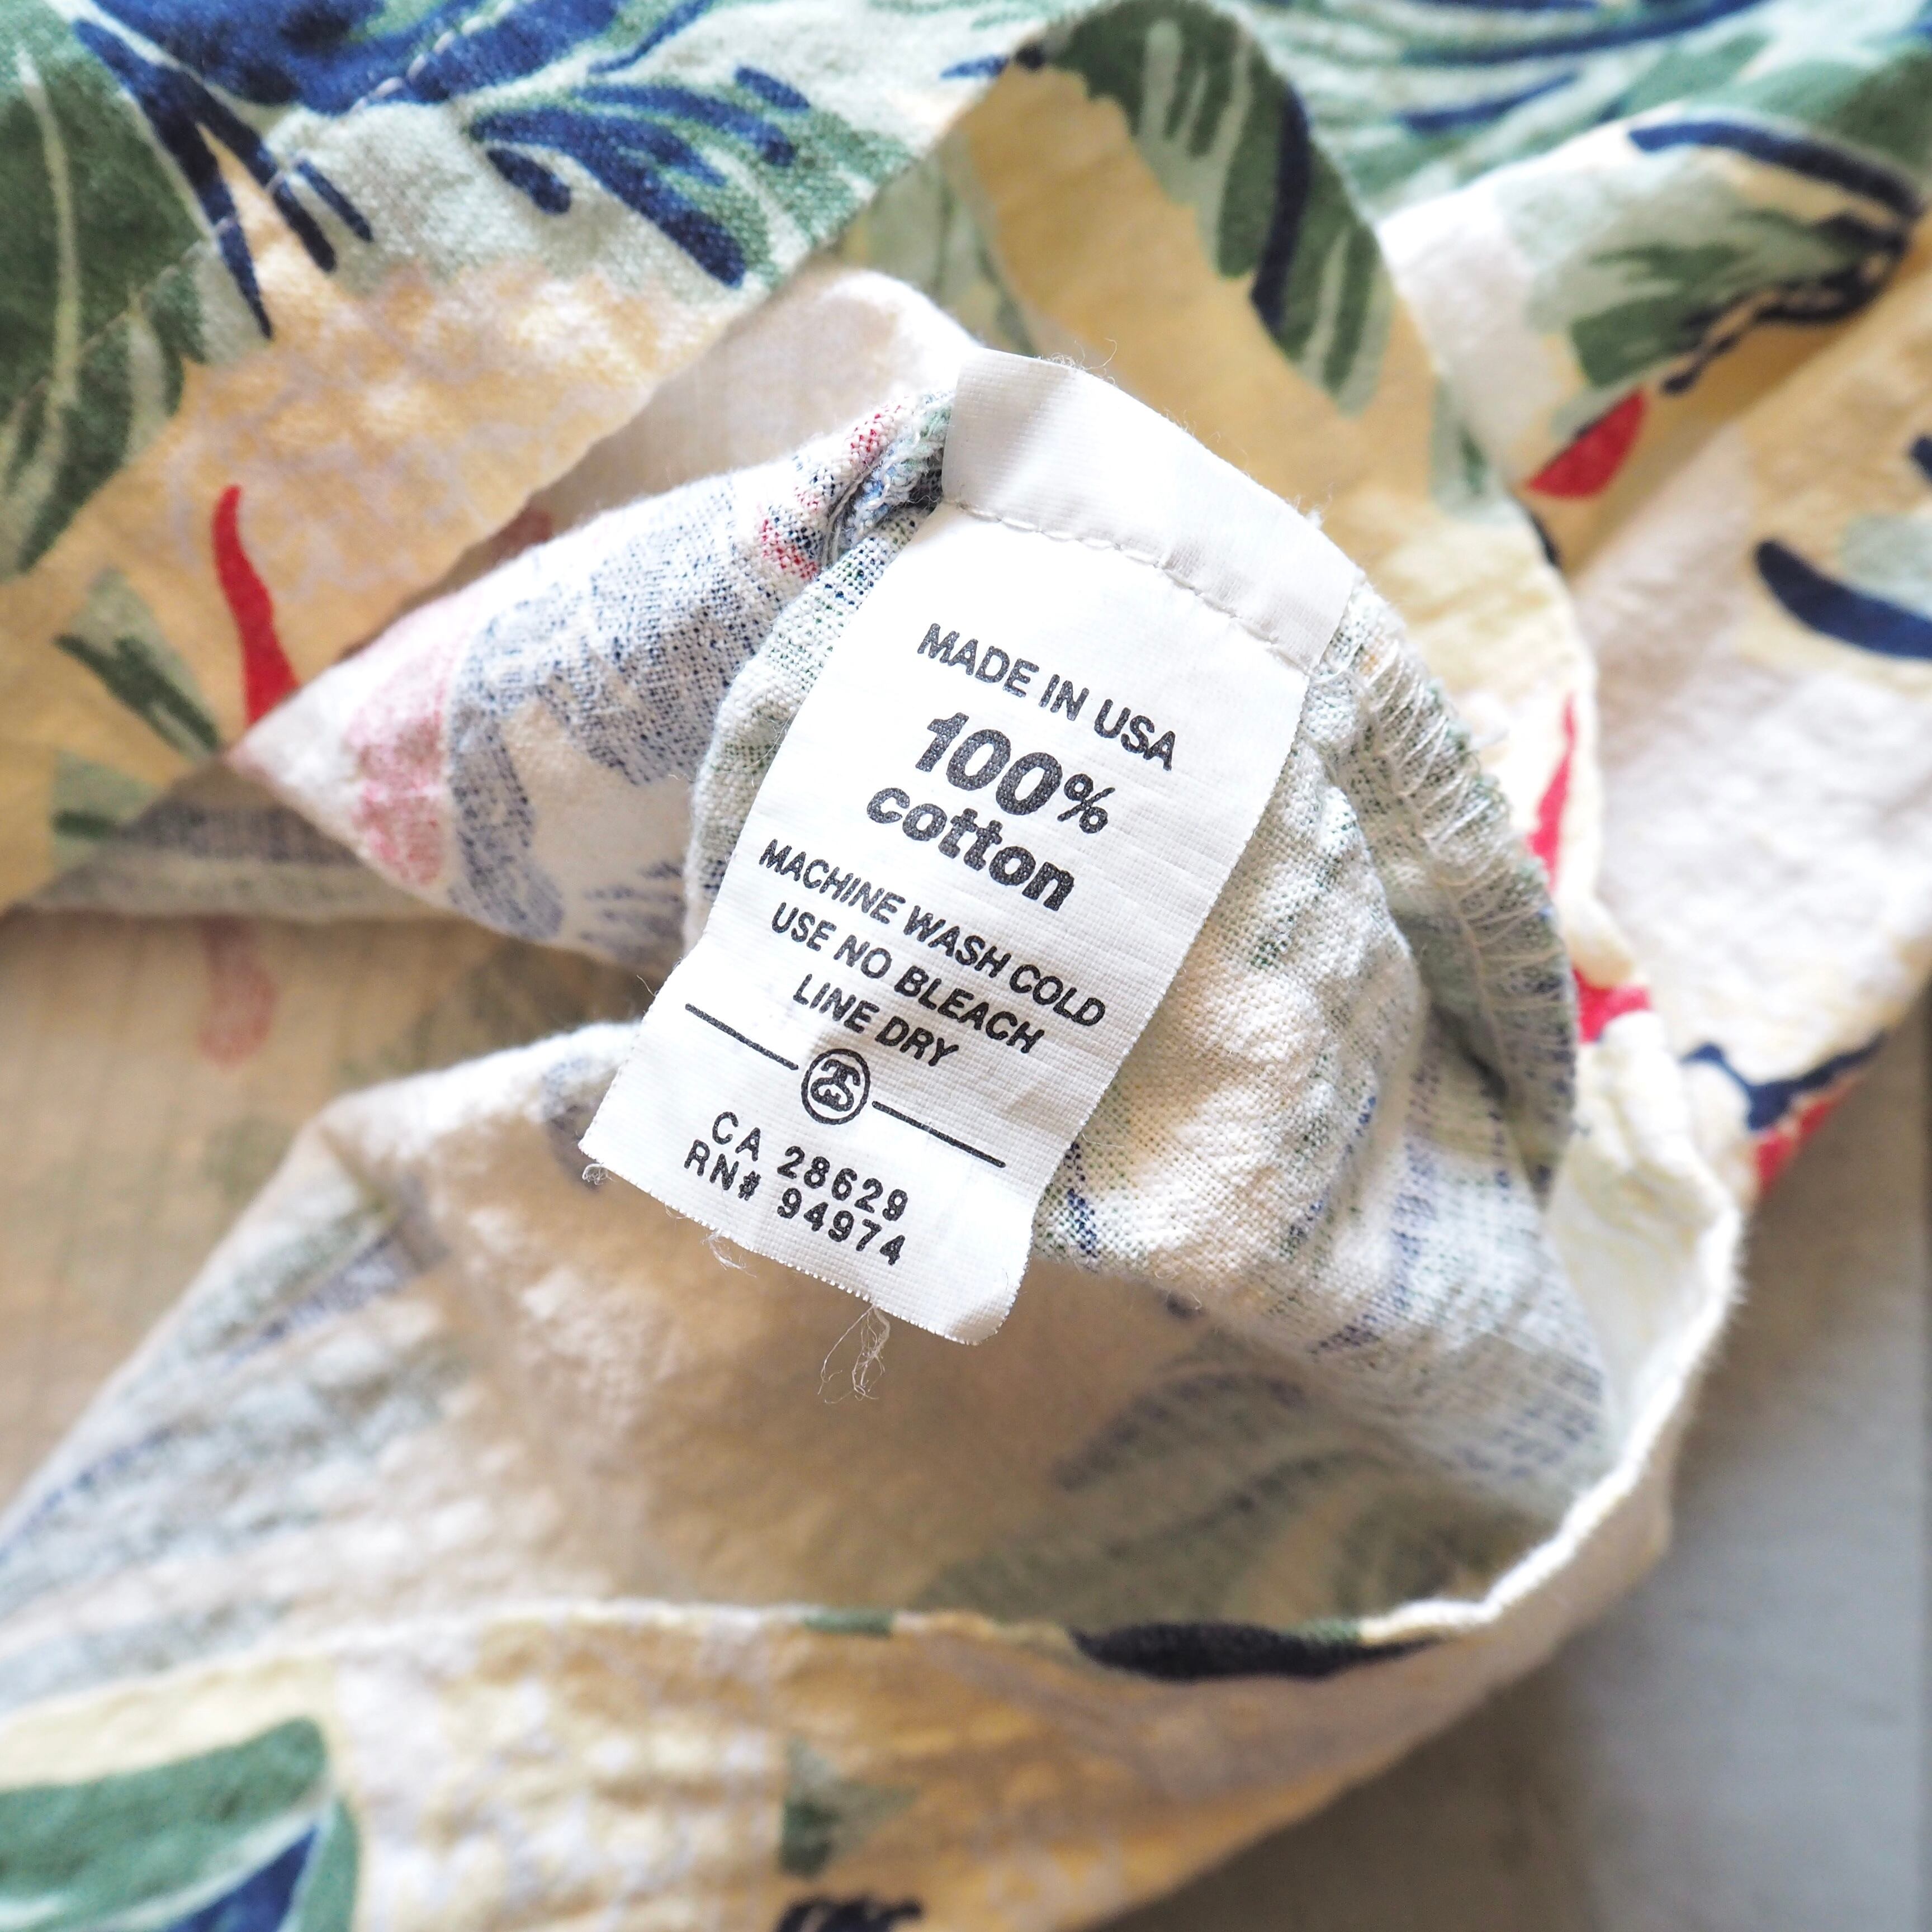 MADE IN USA
100%
cotton
MACHINE WASH COLD
USE NO BLEACH
LINE DRY
CA 28629
RN# 94974